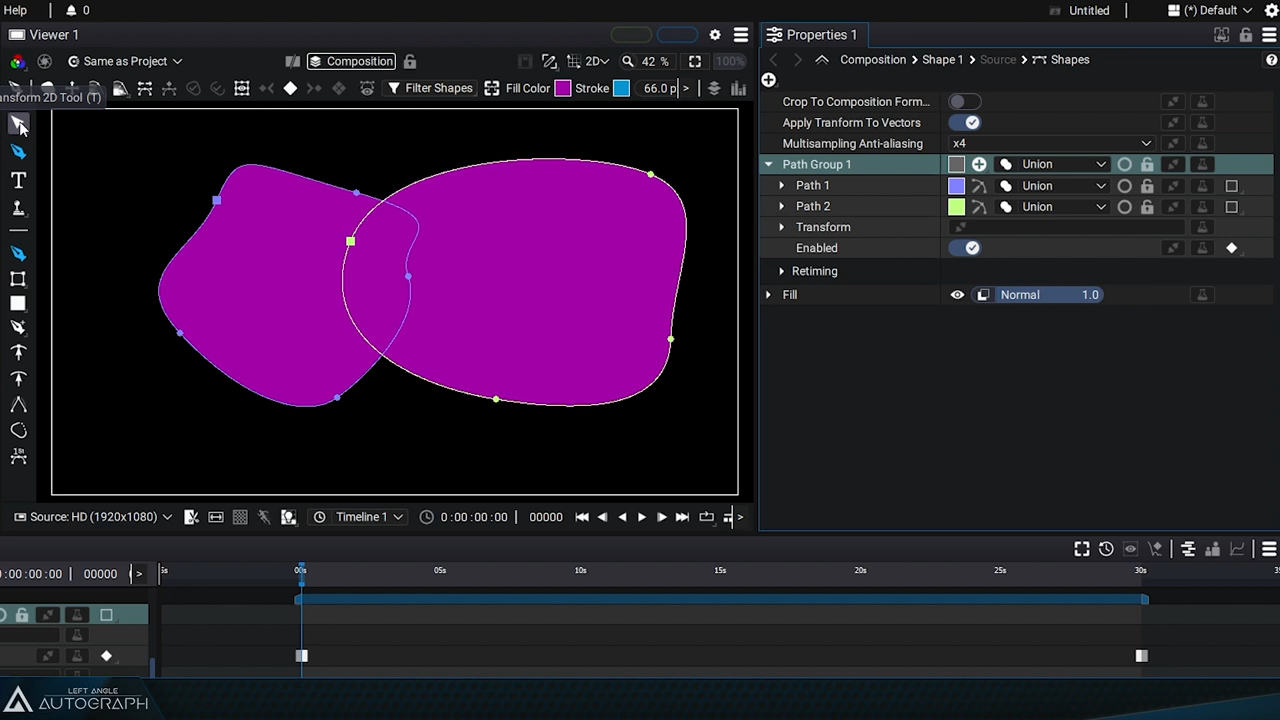 Help 0 Untitled (*) Default
Viewer 1 Properties 1
Same as Project Composition 2D 42 % 100% Composition Shape 1 Source Shapes ?
Filter Shapes Fill Color Stroke 66.0 p >
ansform 2D Tool (T)
Crop To Composition Form...
Apply Tranform To Vectors
Multisampling Anti-aliasing x4
Path Group 1 Union
Path 1 Union
Path 2 Union
Transform
Enabled
Retiming
Fill Normal 1.0
T
1St
Source: HD (1920x1080) Timeline 1 0:00:00:00 00000 >
0:00:00:00 00000 > 5s 00s 05s 10s 15s 20s 25s 30s
LEFT ANGLE
AUTOGRAPH